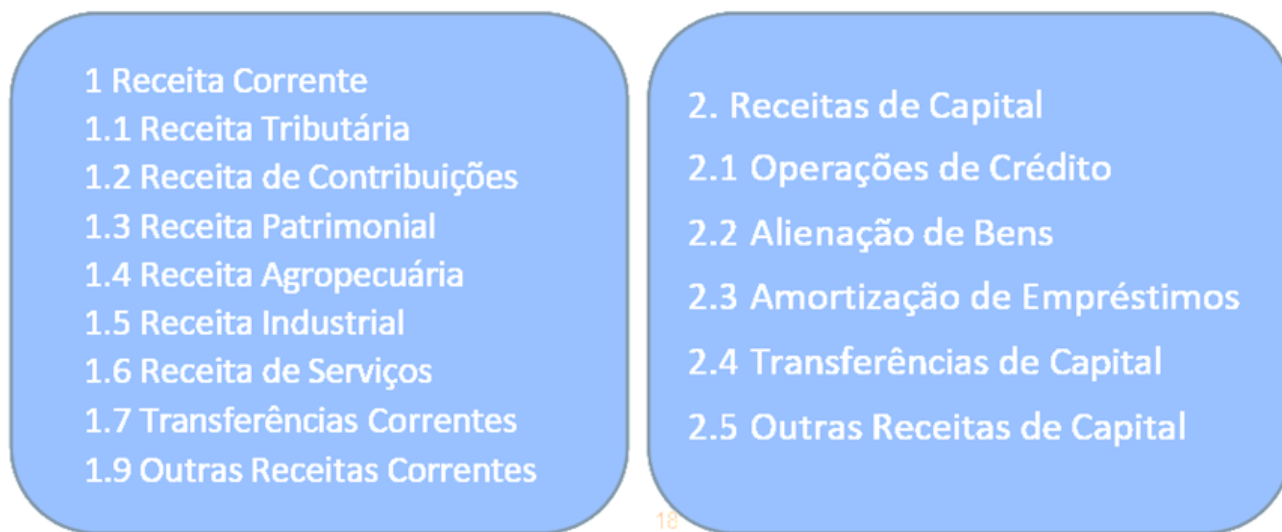 1 Receita Corrente
1.1 Receita Tributária
1.2 Receita de Contribuições
1.3 Receita Patrimonial
1.4 Receita Agropecuária
1.5 Receita Industrial
1.6 Receita de Serviços
1.7 Transferências Correntes
1.9 Outras Receitas Correntes
2. Receitas de Capital
2.1 Operações de Crédito
2.2 Alienação de Bens
2.3 Amortização de Empréstimos
2.4 Transferências de Capital
2.5 Outras Receitas de Capital
18